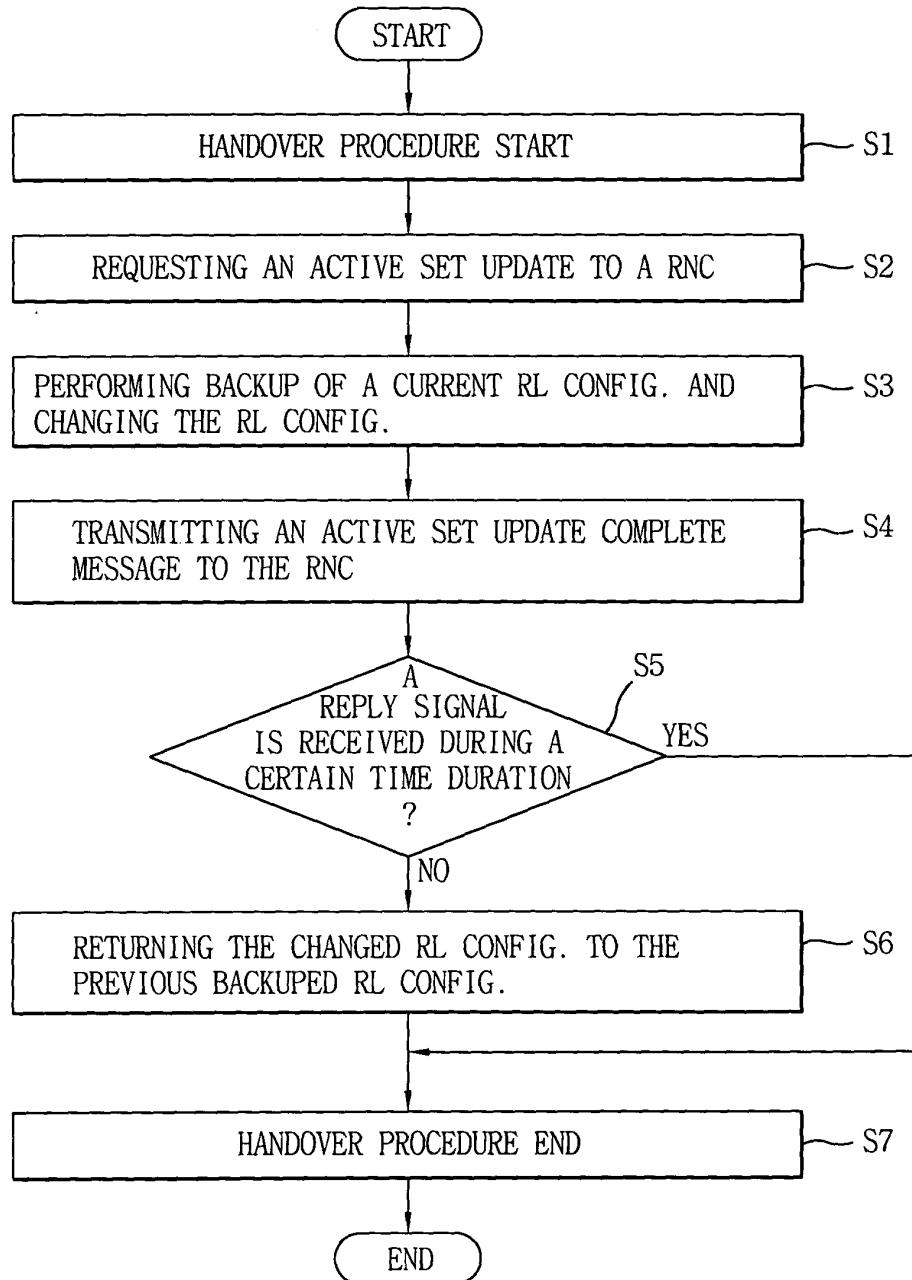 START
HANDOVER PROCEDURE START
S1
REQUESTING AN ACTIVE SET UPDATE TO A RNC
S2
PERFORMING BACKUP OF A CURRENT RL CONFIG. AND
CHANGING THE RL CONFIG.
S3
TRANSMITTING AN ACTIVE SET UPDATE COMPLETE
MESSAGE TO THE RNC
S4
A
REPLY SIGNAL
IS RECEIVED DURING A
CERTAIN TIME DURATION
?
S5
YES
NO
RETURNING THE CHANGED RL CONFIG. TO THE
PREVIOUS BACKUPED RL CONFIG.
S6
HANDOVER PROCEDURE END
S7
END